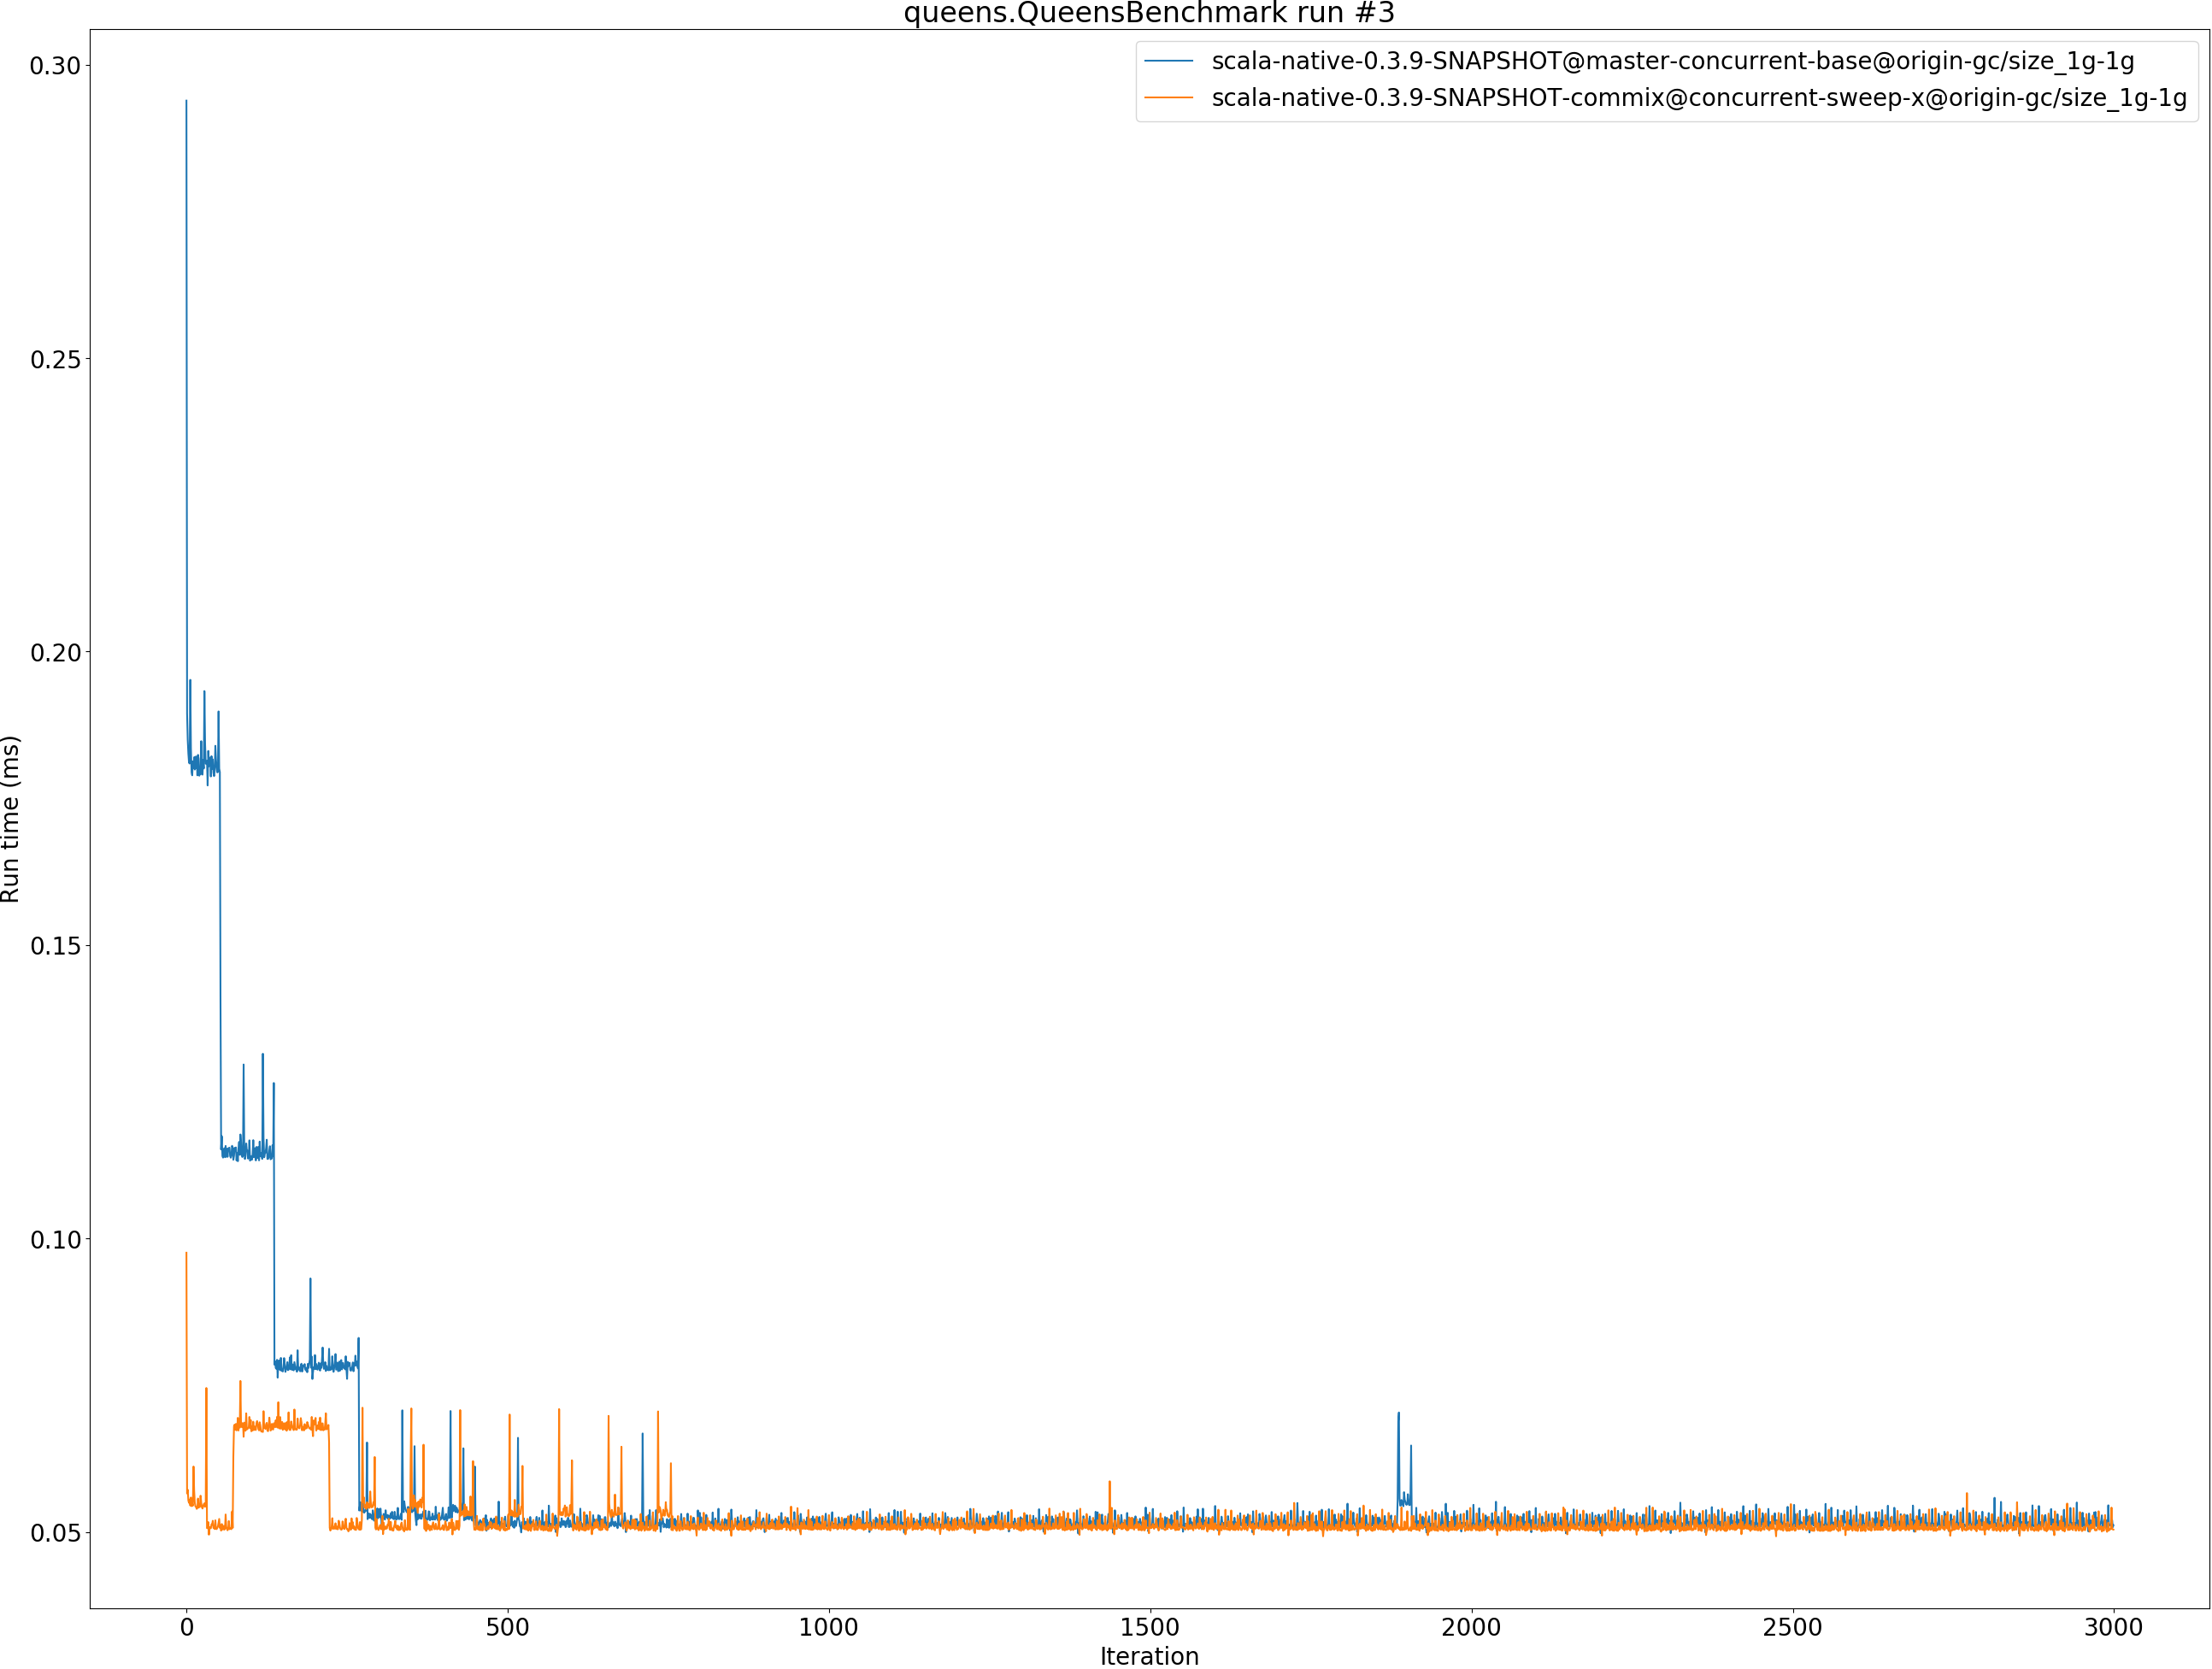 queens.QueensBenchmark run #3
scala-native-0.3.9-SNAPSHOT@master-concurrent-base@origin-gc/size_1g-1g
scala-native-0.3.9-SNAPSHOT-commix@concurrent-sweep-x@origin-gc/size_1g-1g
Run time (ms)
0.30
0.25
0.20
0.15
0.10
0.05
0 500 1000 1500 2000 2500 3000
Iteration